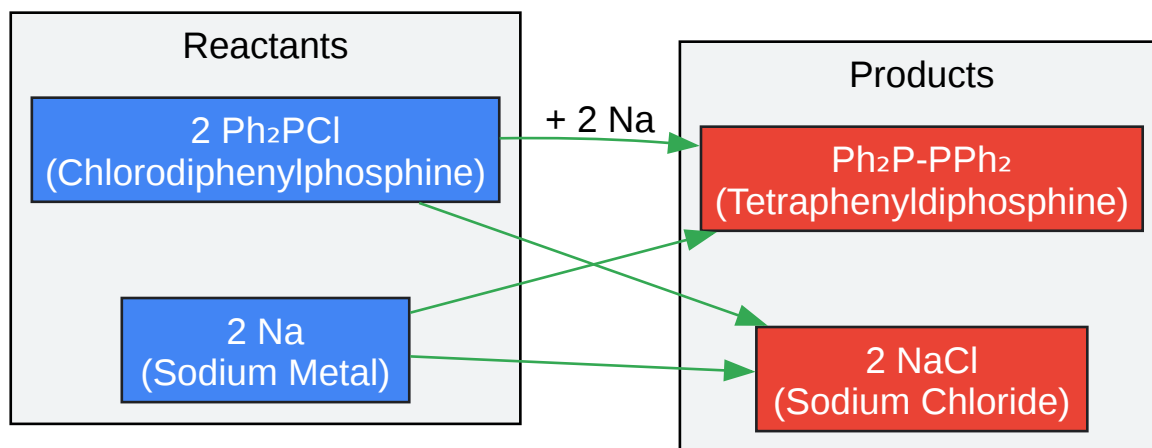 Reactants
2 Ph₂PCl
(Chlorodiphenylphosphine)
2 Na
(Sodium Metal)
+ 2 Na
Products
Ph₂P-PPh₂
(Tetraphenyldiphosphine)
2 NaCl
(Sodium Chloride)